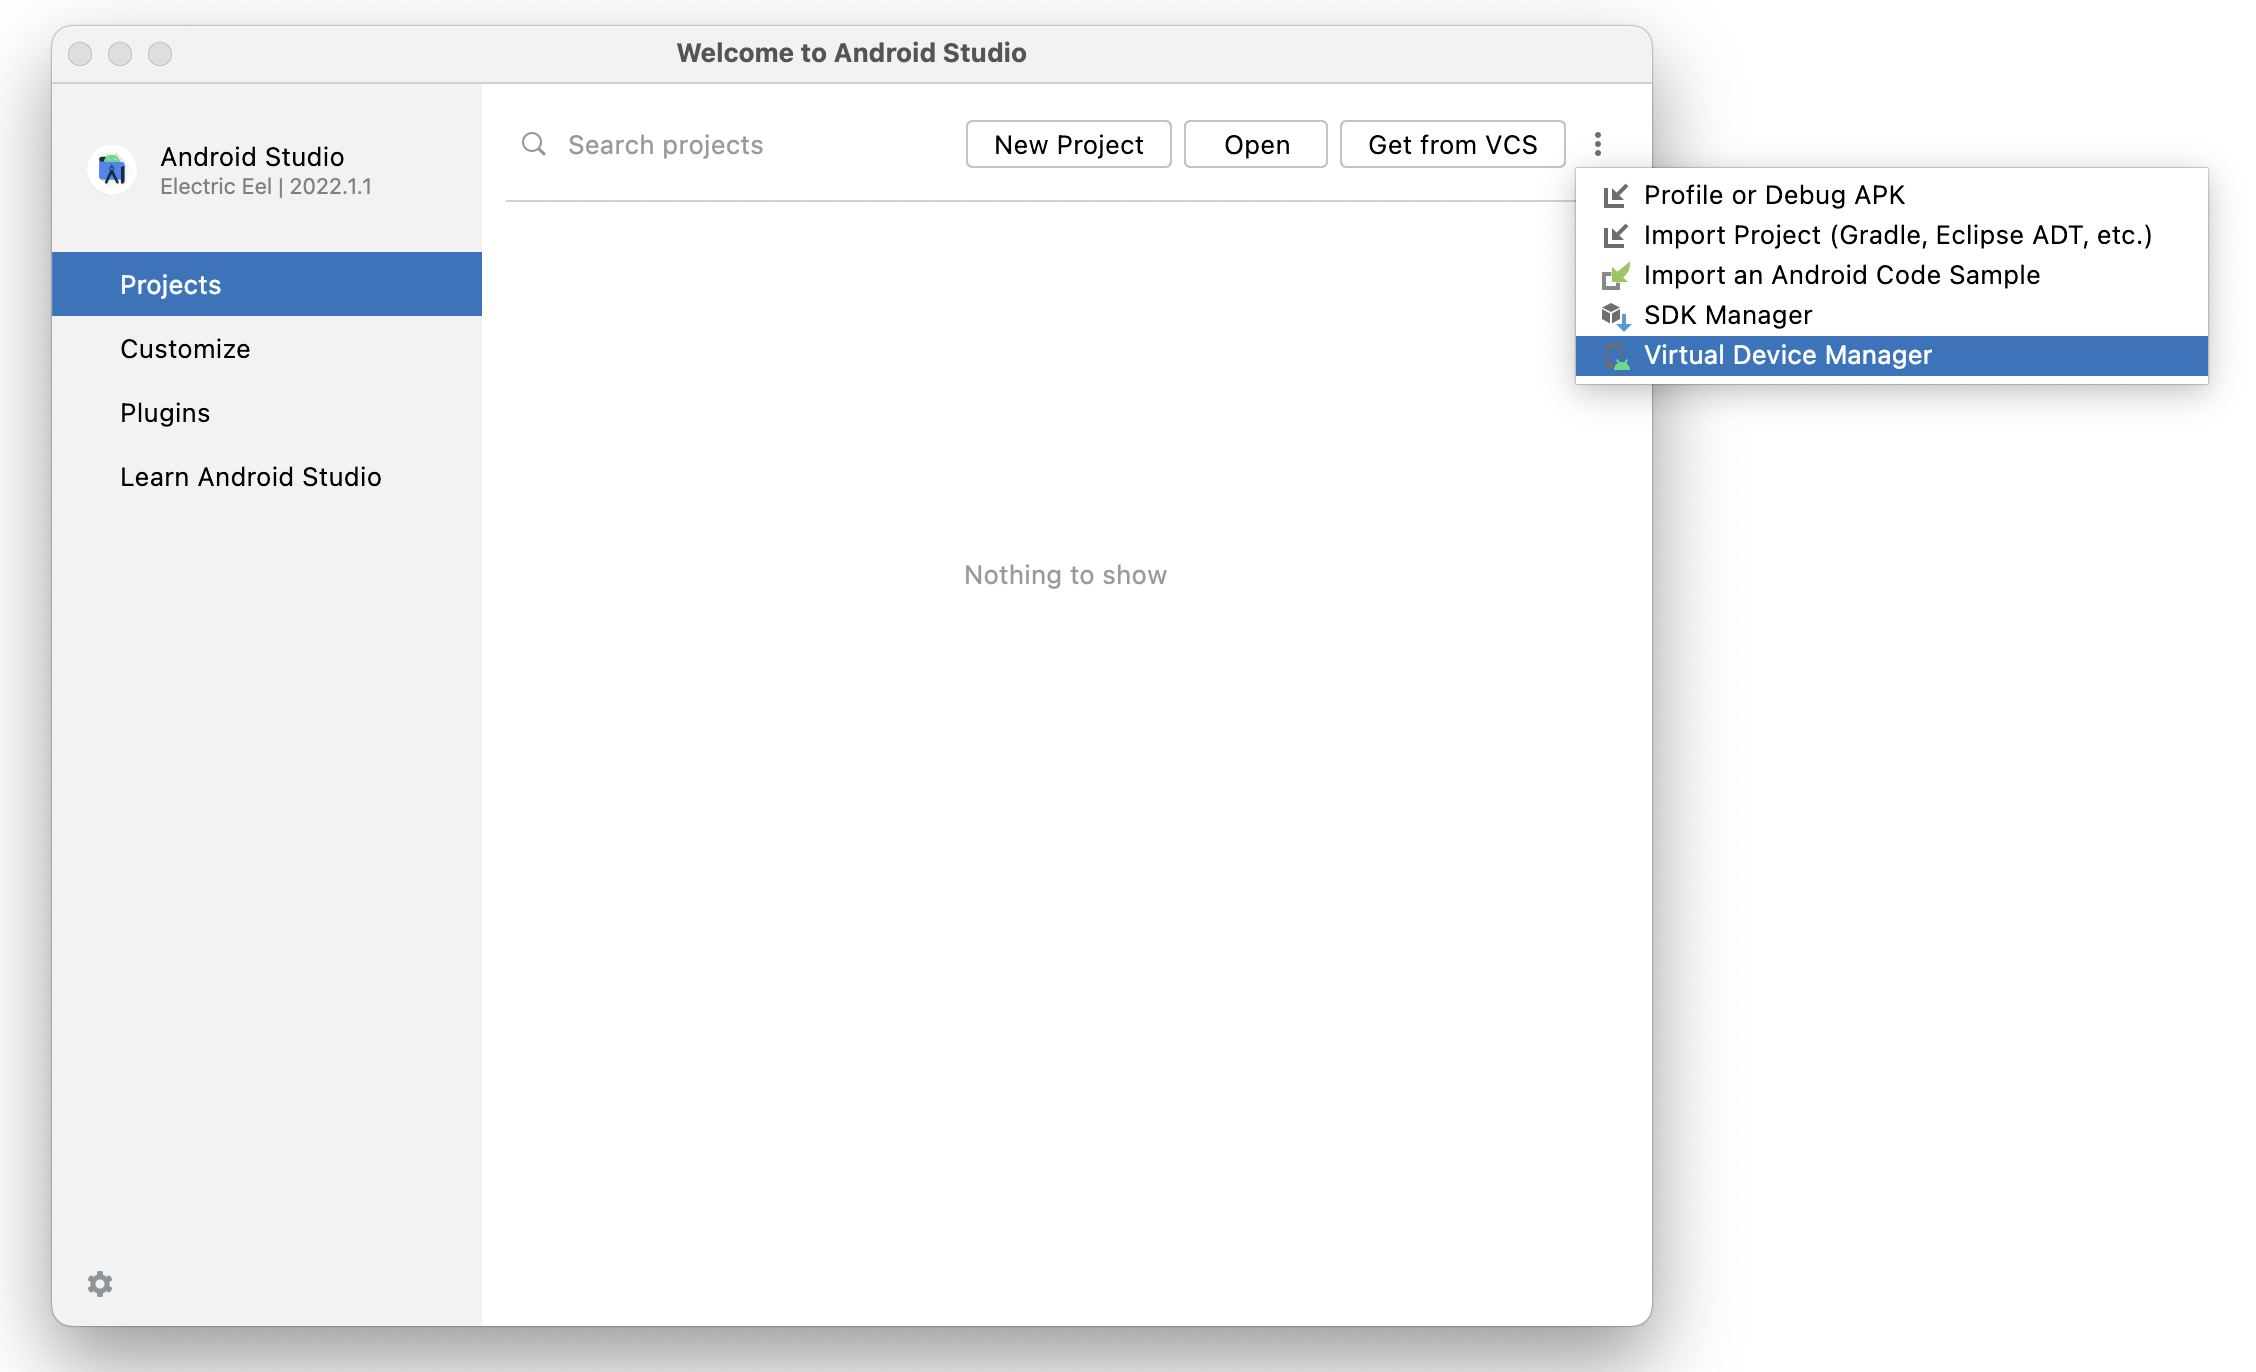 Welcome to Android Studio
Android Studio
Electric Eel | 2022.1.1
Projects
Customize
Plugins
Learn Android Studio
Search projects
New Project
Open
Get from VCS
Profile or Debug APK
Import Project (Gradle, Eclipse ADT, etc.)
Import an Android Code Sample
SDK Manager
Virtual Device Manager
Nothing to show